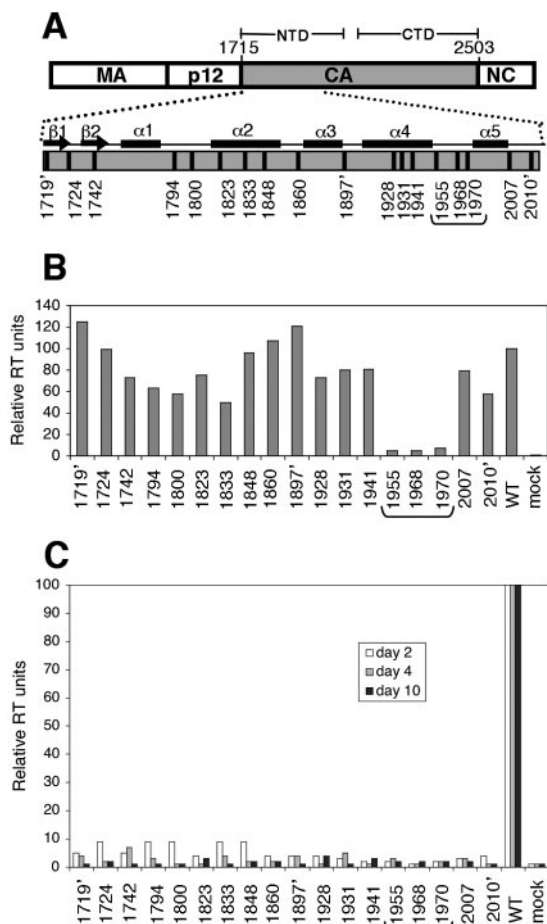 A
NTD CTD
1715 2503
MA p12 CA NC
β1 β2 α1 α2 α3 α4 α5
1719' 1724 1742 1794 1800 1823 1833 1848 1860 1897' 1928 1931 1941 1955 1968 1970 2007 2010'
B
Relative RT units
140
120
100
80
60
40
20
0
1719' 1724 1742 1794 1800 1823 1833 1848 1860 1897' 1928 1931 1941 1955 1968 1970 2007 2010' WT mock
C
Relative RT units
100
90
80
70
60
50
40
30
20
10
0
day 2
day 4
day 10
1719' 1724 1742 1794 1800 1823 1833 1848 1860 1897' 1928 1931 1941 1955 1968 1970 2007 2010' WT mock